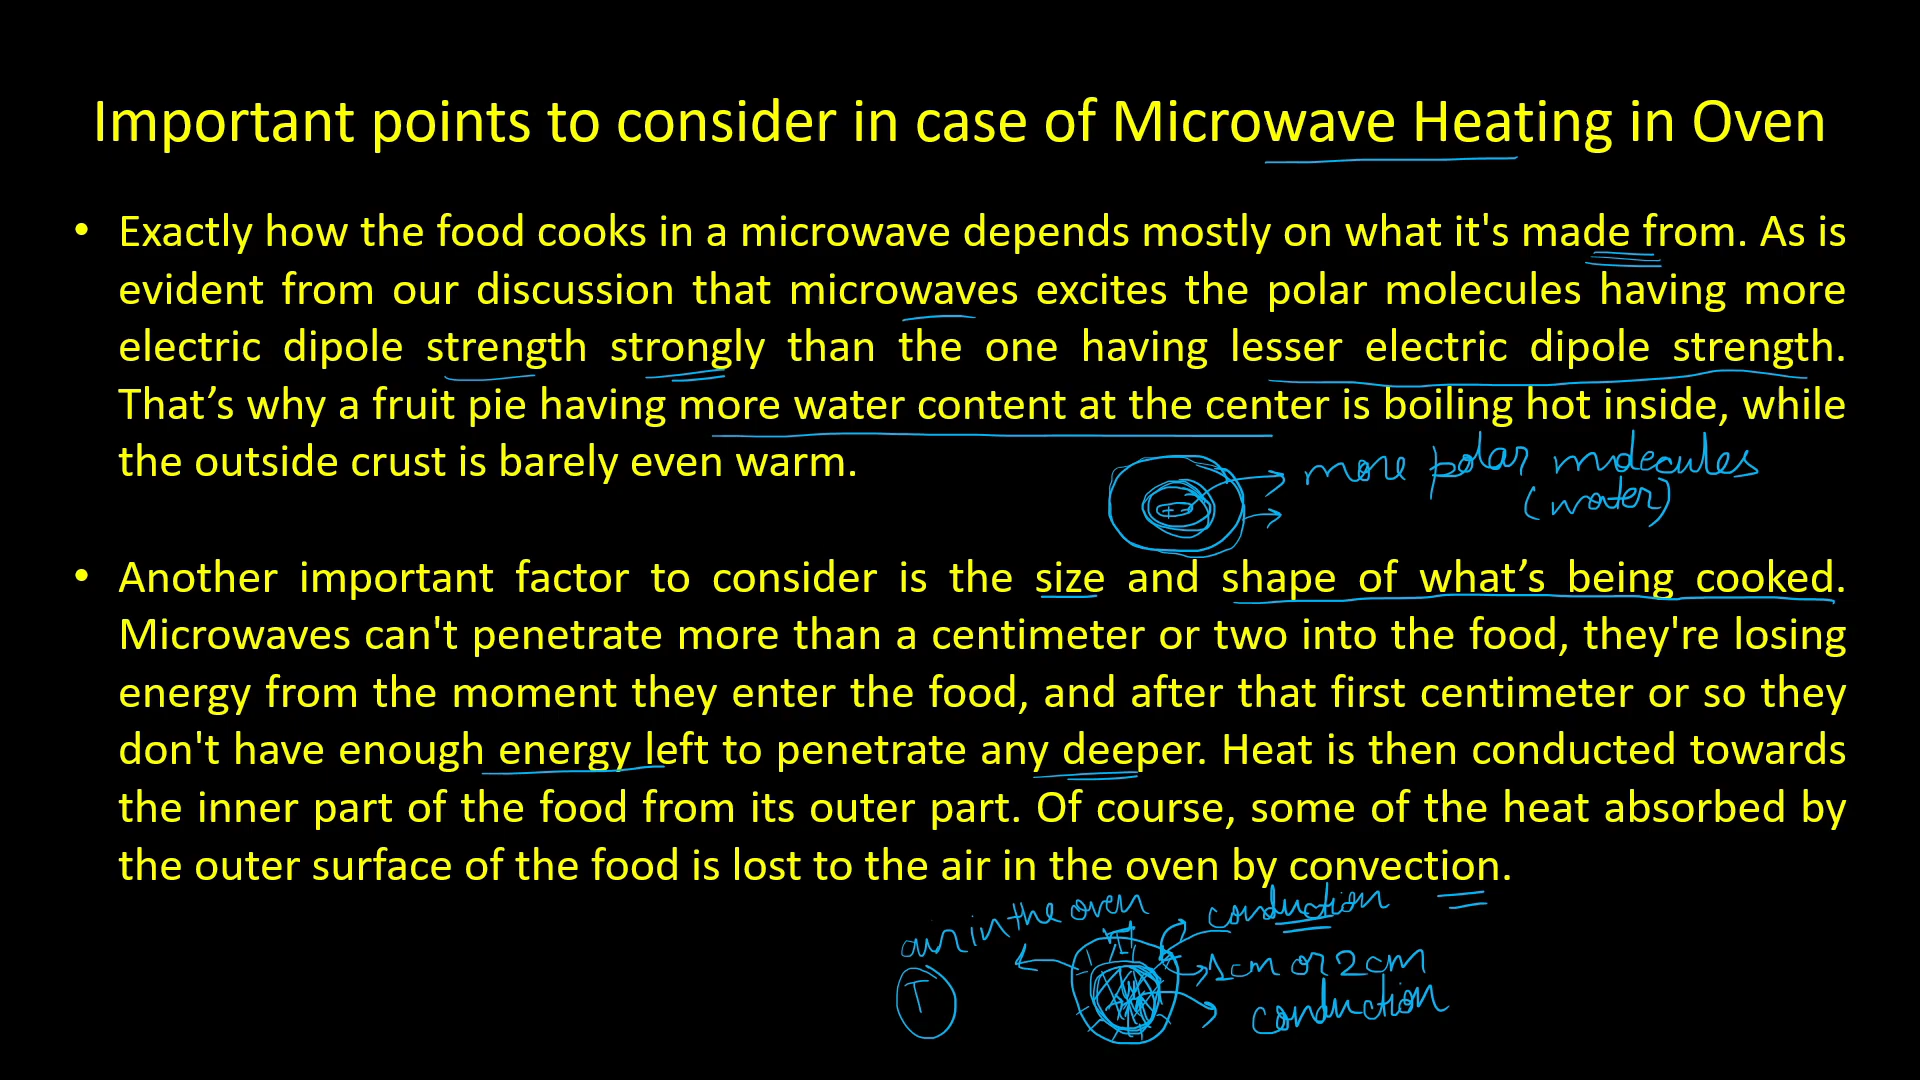 Important points to consider in case of Microwave Heating in Oven
• Exactly how the food cooks in a microwave depends mostly on what it's made from. As is
evident from our discussion that microwaves excites the polar molecules having more
electric dipole strength strongly than the one having lesser electric dipole strength.
That’s why a fruit pie having more water content at the center is boiling hot inside, while
the outside crust is barely even warm.
more polar molecules
(water)
+ -
• Another important factor to consider is the size and shape of what’s being cooked.
Microwaves can't penetrate more than a centimeter or two into the food, they're losing
energy from the moment they enter the food, and after that first centimeter or so they
don't have enough energy left to penetrate any deeper. Heat is then conducted towards
the inner part of the food from its outer part. Of course, some of the heat absorbed by
the outer surface of the food is lost to the air in the oven by convection.
air in the oven
conduction
1cm or 2cm
T
conduction